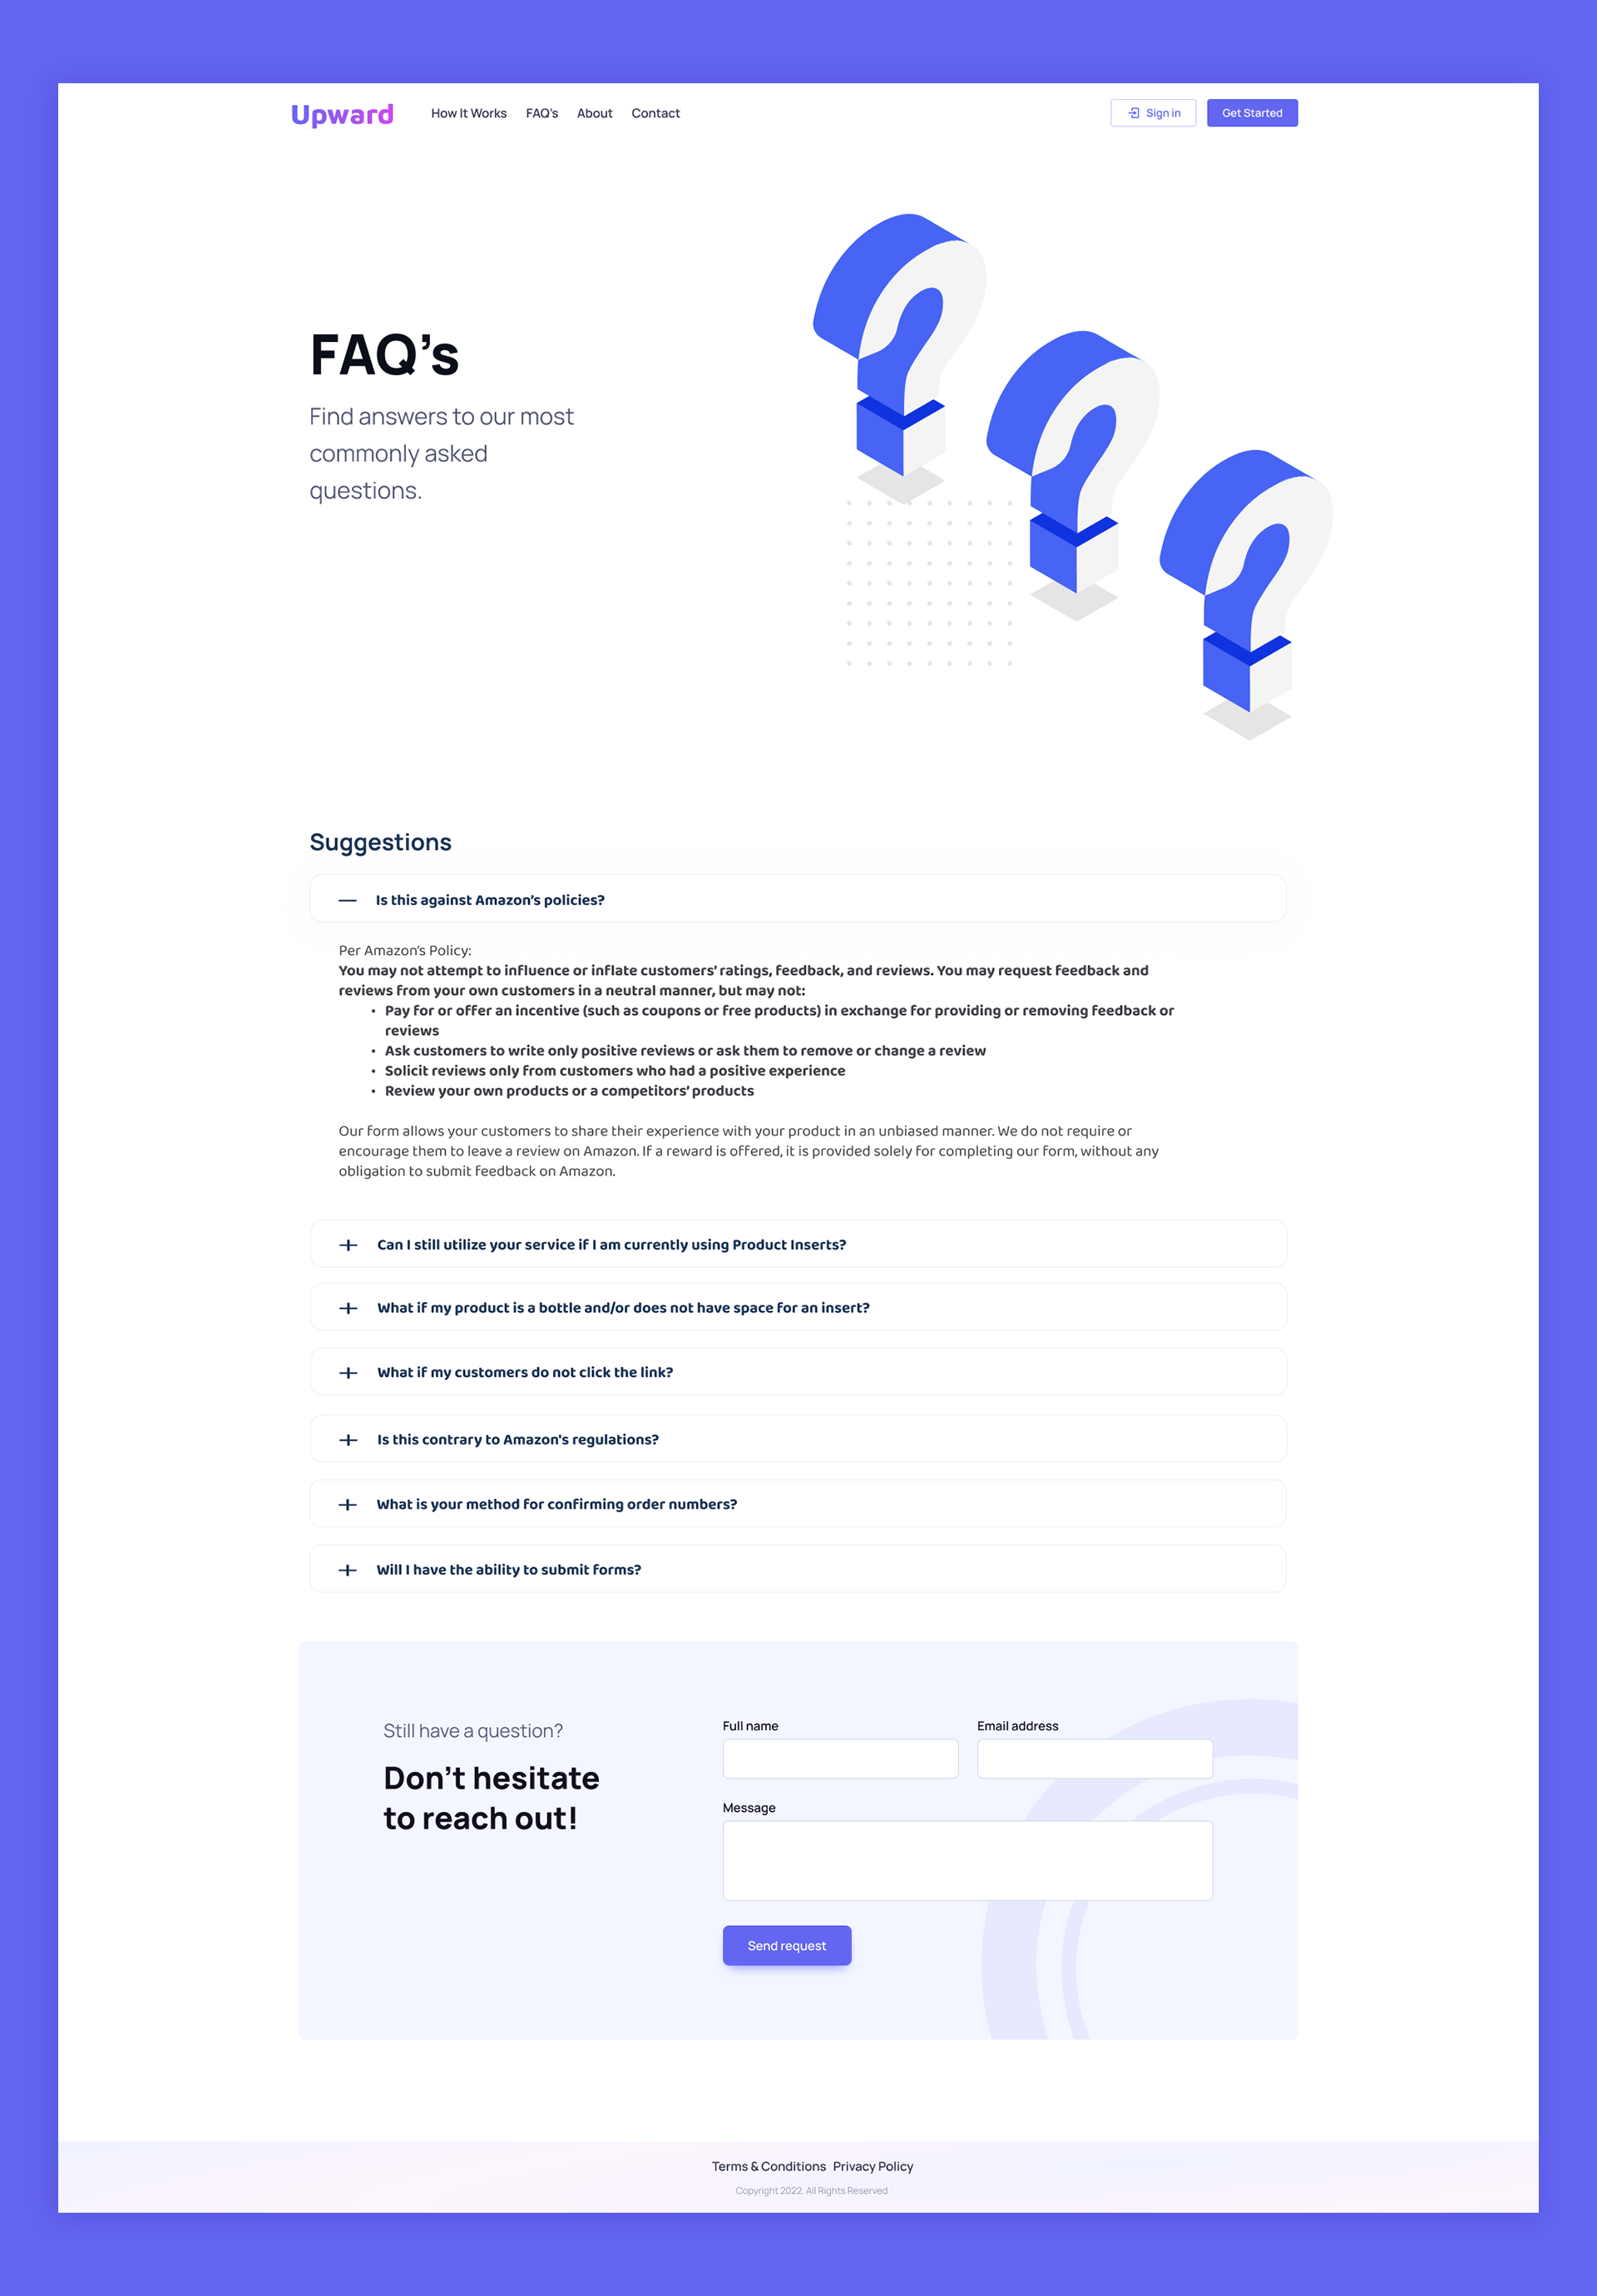 Upward
How It Works
FAQ's
About
Contact
Sign in
Get Started
FAQ's
Find answers to our most
commonly asked
questions.
Suggestions
Is this against Amazon's policies?
Per Amazon's Policy:
You may not attempt to influence or inflate customers' ratings, feedback, and reviews. You may request feedback and
reviews from your own customers in a neutral manner, but may not:
• Pay for or offer an incentive (such as coupons or free products) in exchange for providing or removing feedback or
reviews
• Ask customers to write only positive reviews or ask them to remove or change a review
• Solicit reviews only from customers who had a positive experience
• Review your own products or a competitors' products
Our form allows your customers to share their experience with your product in an unbiased manner. We do not require or
encourage them to leave a review on Amazon. If a reward is offered, it is provided solely for completing our form, without any
obligation to submit feedback on Amazon.
Can I still utilize your service if I am currently using Product Inserts?
What if my product is a bottle and/or does not have space for an insert?
What if my customers do not click the link?
Is this contrary to Amazon's regulations?
What is your method for confirming order numbers?
Will I have the ability to submit forms?
Still have a question?
Don't hesitate
to reach out!
Full name
Email address
Message
Send request
Terms & Conditions Privacy Policy
Copyright 2022. All Rights Reserved